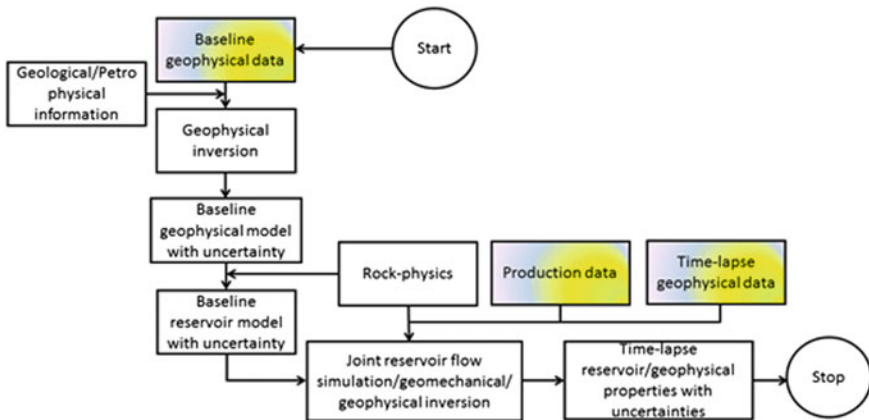 Baseline
geophysical data
Start
Geological/Petro
physical
information
Geophysical
inversion
Baseline
geophysical model
with uncertainty
Rock-physics
Production data
Time-lapse
geophysical data
Baseline
reservoir model
with uncertainty
Joint reservoir flow
simulation/geomechanical/
geophysical inversion
Time-lapse
reservoir/geophysical
properties with
uncertainties
Stop